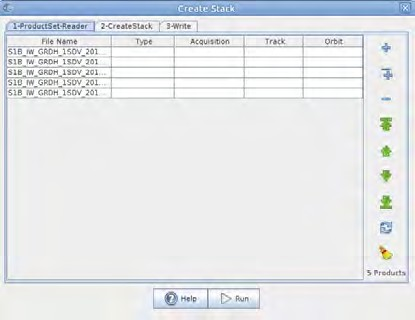 Create Stack
1-ProductSet-Reader 2-CreateStack 3-Write
File Name Type Acquisition Track Orbit
S1B_IW_GRDH_1SDV_201...
S1B_IW_GRDH_1SDV_201...
S1B_IW_GRDH_1SDV_201...
S1B_IW_GRDH_1SDV_201...
S1B_IW_GRDH_1SDV_201...
5 Products
Help Run